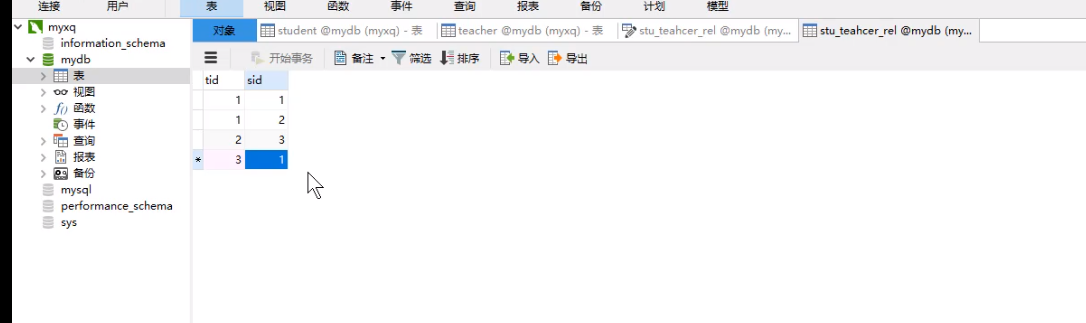 连接 用户 表 视图 函数 事件 查询 报表 备份 计划 模型
myxq
information_schema
mydb
表
视图
函数
事件
查询
报表
备份
mysql
performance_schema
sys
对象 student @mydb (myxq) - 表 teacher @mydb (myxq) - 表 stu_teahcer_rel @mydb (my... stu_teahcer_rel @mydb (my...
开始事务 备注 筛选 排序 导入 导出
tid sid
1 1
1 2
2 3
* 3 1